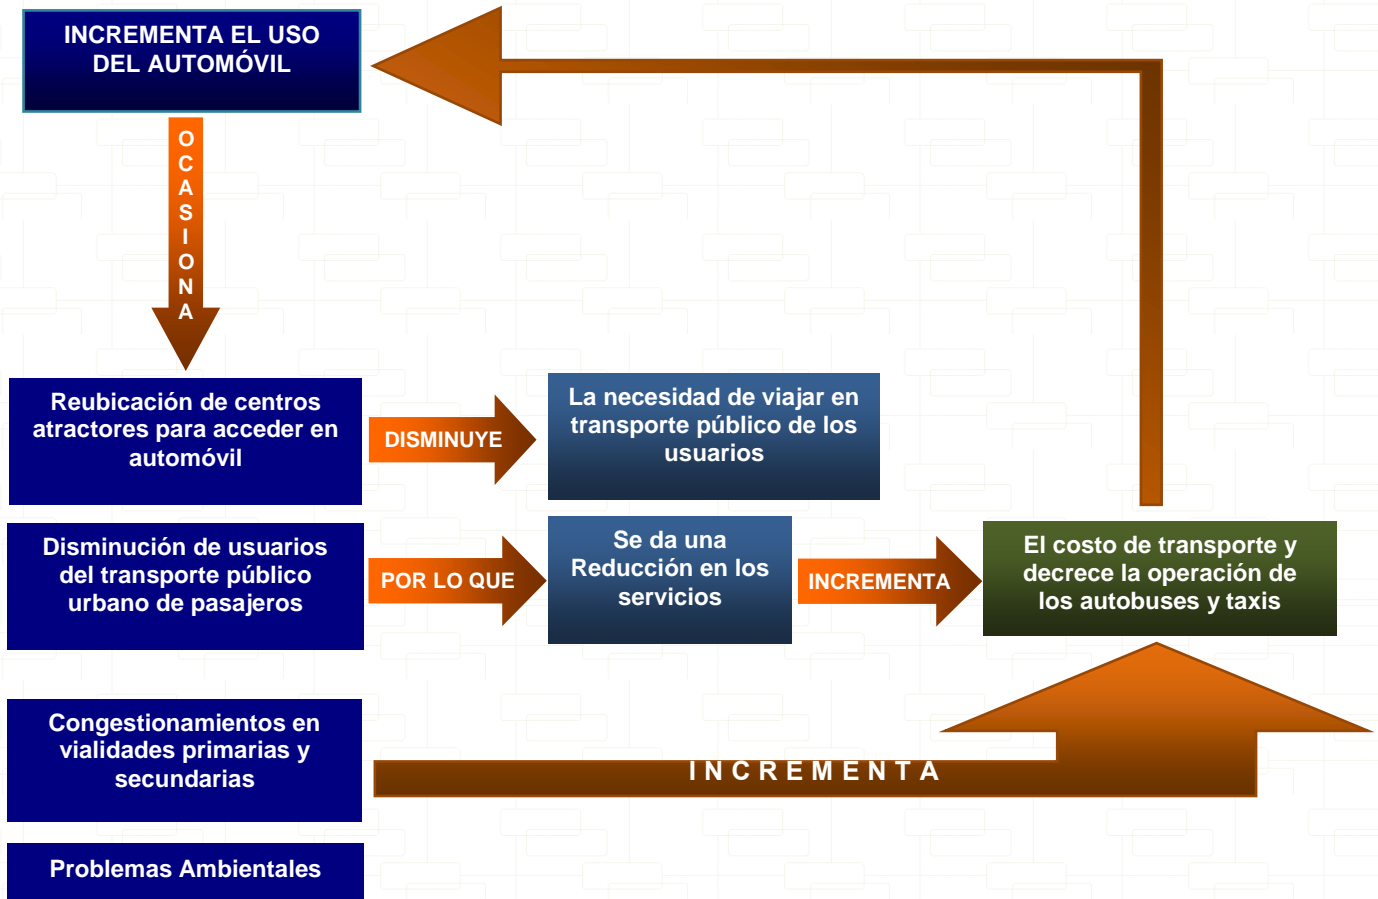 INCREMENTA EL USO
DEL AUTOMÓVIL
OCASIONA
Reubicación de centros
atractores para acceder en
automóvil
DISMINUYE
La necesidad de viajar en
transporte público de los
usuarios
Disminución de usuarios
del transporte público
urbano de pasajeros
POR LO QUE
Se da una
Reducción en los
servicios
INCREMENTA
El costo de transporte y
decrece la operación de
los autobuses y taxis
Congestionamientos en
vialidades primarias y
secundarias
INCREMENTA
Problemas Ambientales